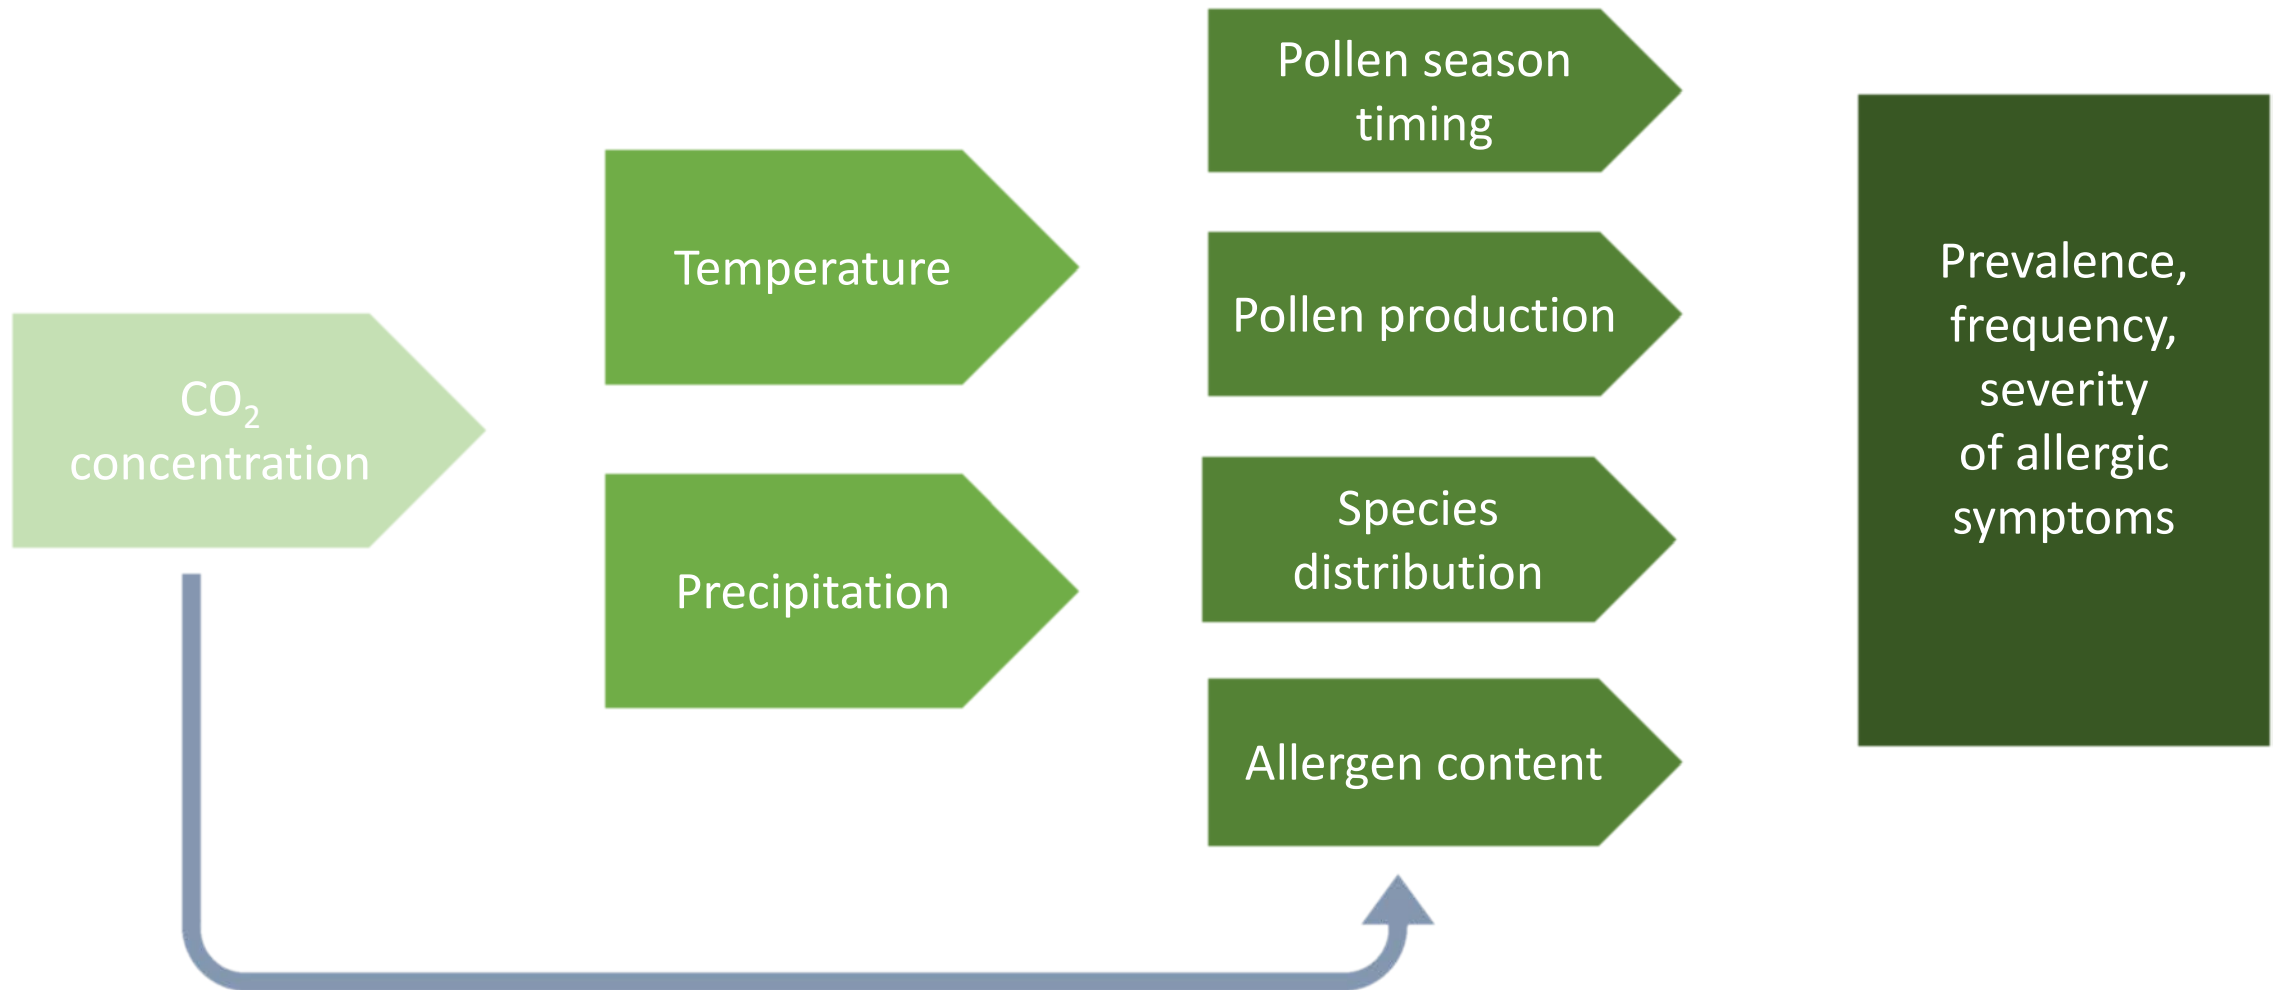 CO₂
concentration
Temperature
Precipitation
Pollen season
timing
Pollen production
Species
distribution
Allergen content
Prevalence,
frequency,
severity
of allergic
symptoms